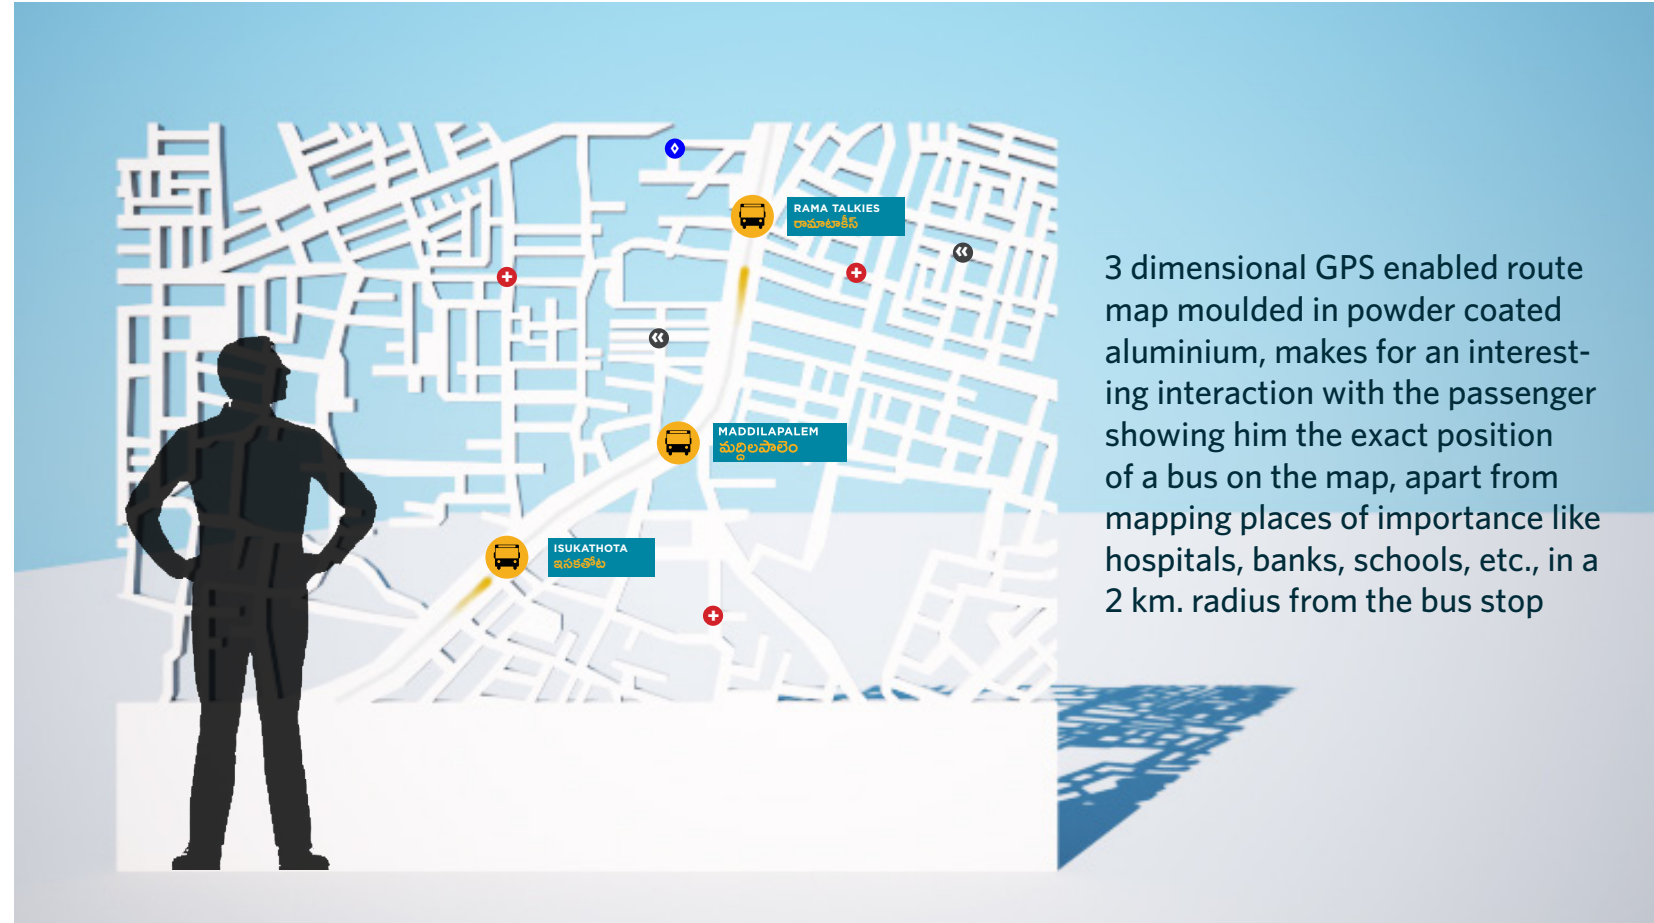 RAMA TALKIES
రామాటాకీస్
MADDILAPALEM
మద్దిలపాలెం
ISUKATHOTA
ఇసకతోట
3 dimensional GPS enabled route
map moulded in powder coated
aluminium, makes for an interest-
ing interaction with the passenger
showing him the exact position
of a bus on the map, apart from
mapping places of importance like
hospitals, banks, schools, etc., in a
2 km. radius from the bus stop